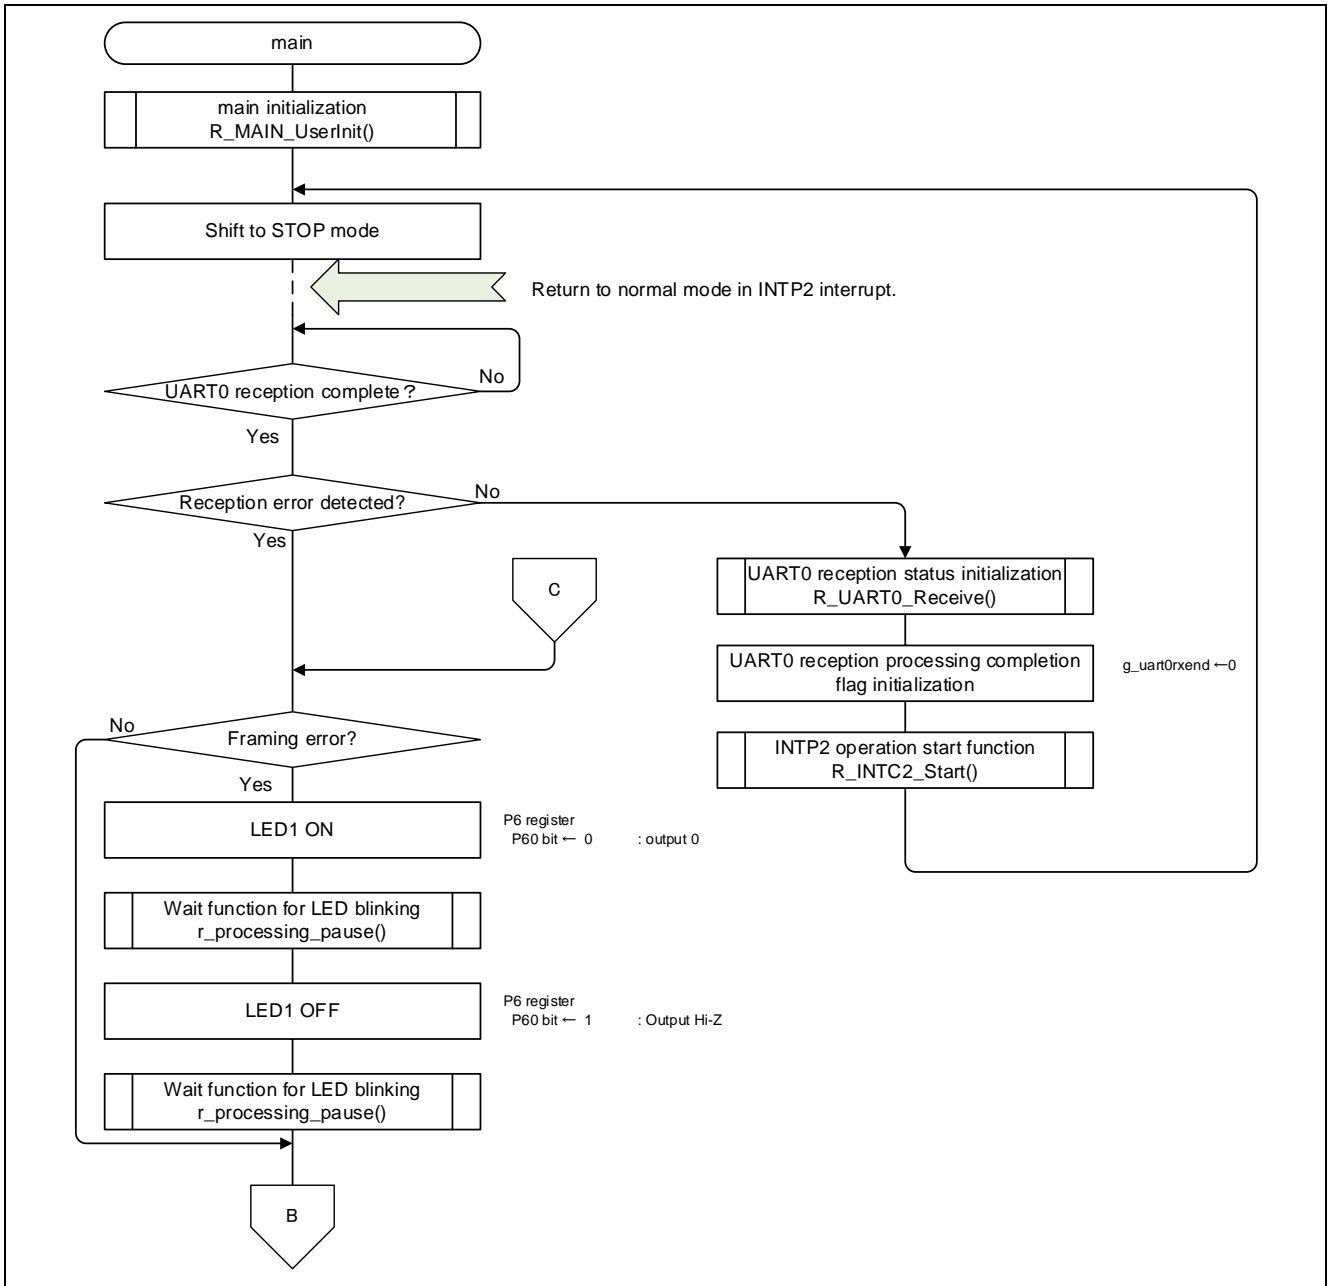 main
main initialization
R_MAIN_UserInit()
Shift to STOP mode
Return to normal mode in INTP2 interrupt.
No
UART0 reception complete？
Yes
No
Reception error detected?
Yes
C
UART0 reception status initialization
R_UART0_Receive()
UART0 reception processing completion
flag initialization
g_uart0rxend ←0
INTP2 operation start function
R_INTC2_Start()
No
Framing error?
Yes
LED1 ON
P6 register
P60 bit ← 0 : output 0
Wait function for LED blinking
r_processing_pause()
LED1 OFF
P6 register
P60 bit ← 1 : Output Hi-Z
Wait function for LED blinking
r_processing_pause()
B